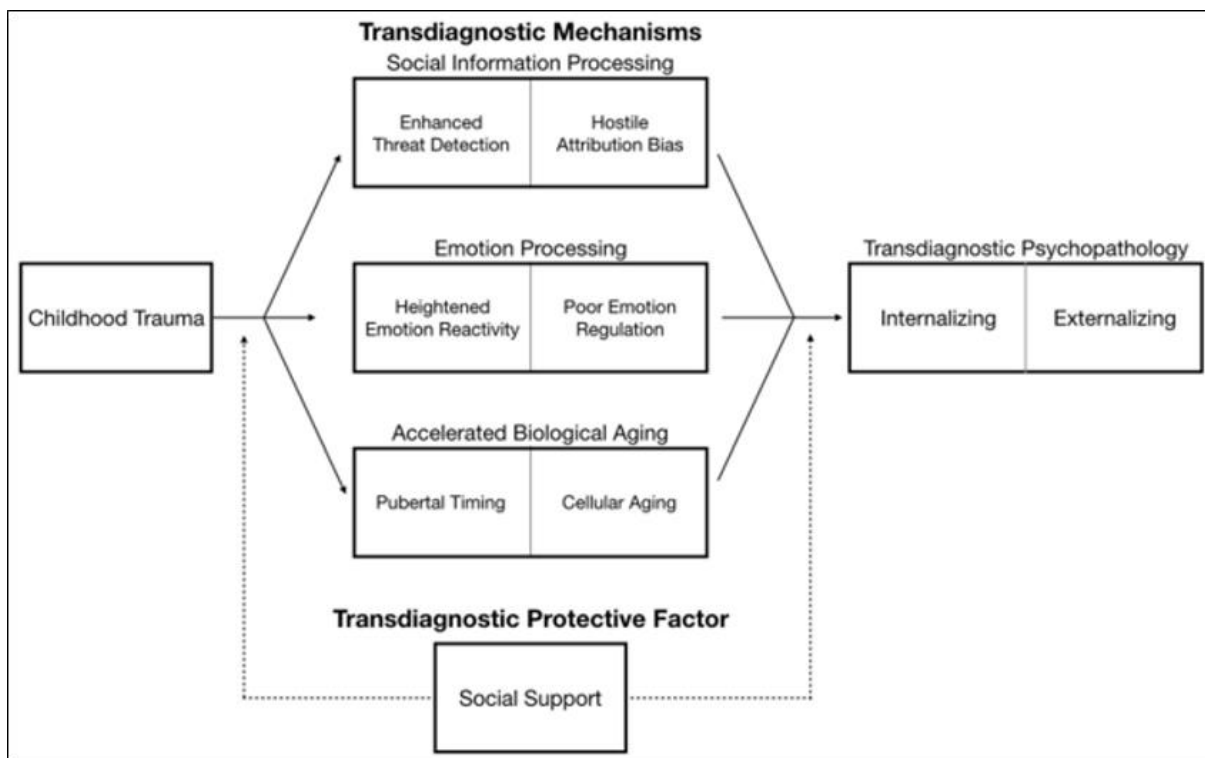 Transdiagnostic Mechanisms
Social Information Processing
Enhanced
Threat Detection
Hostile
Attribution Bias
Emotion Processing
Transdiagnostic Psychopathology
Childhood Trauma
Heightened
Emotion Reactivity
Poor Emotion
Regulation
Internalizing
Externalizing
Accelerated Biological Aging
Pubertal Timing
Cellular Aging
Transdiagnostic Protective Factor
Social Support